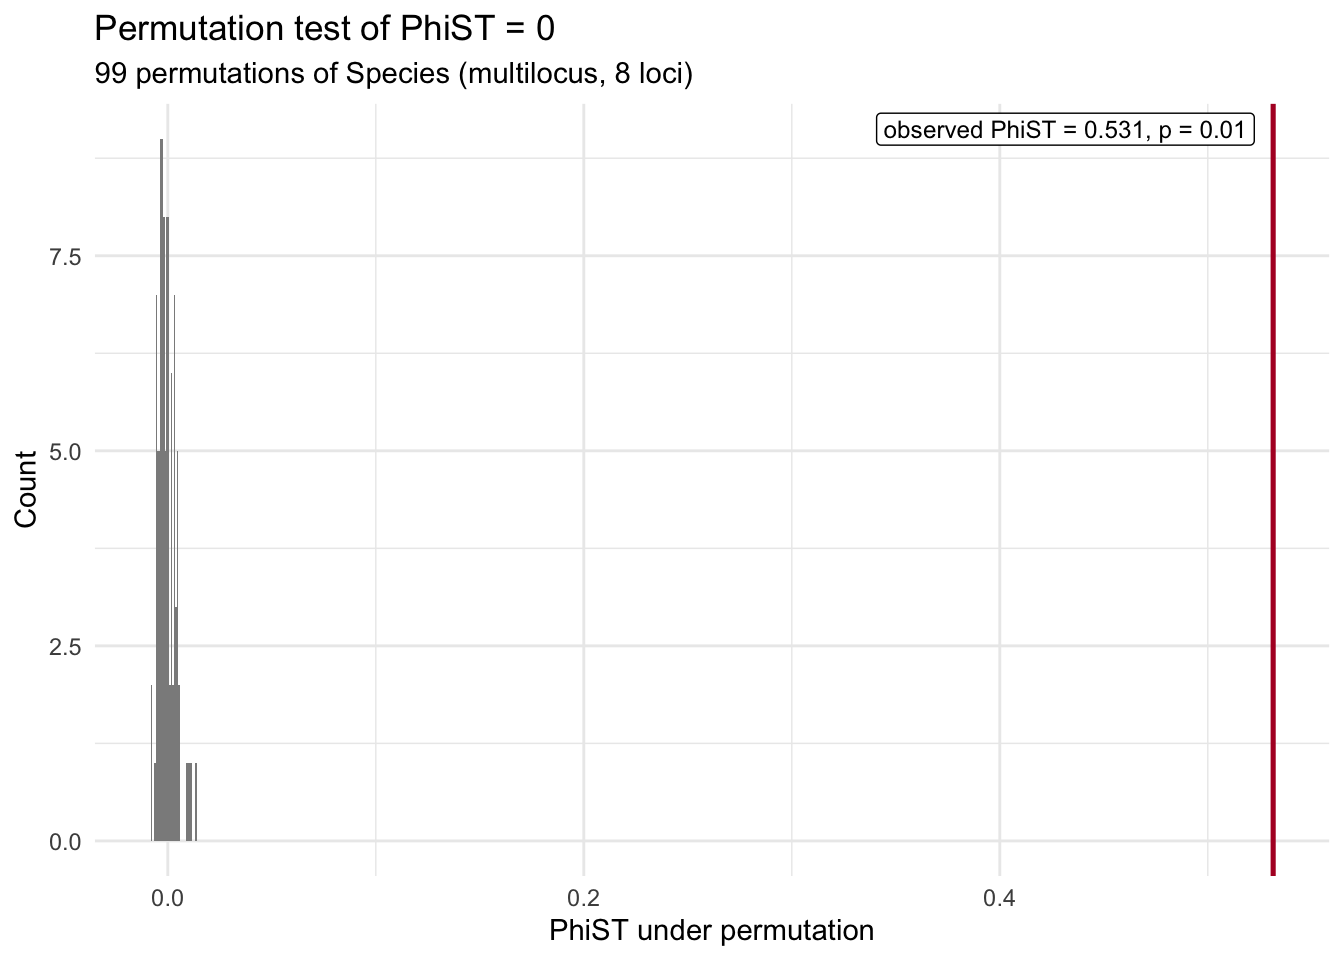 Permutation test of PhiST = 0
99 permutations of Species (multilocus, 8 loci)
observed PhiST = 0.531, p = 0.01
7.5
5.0
2.5
0.0
Count
0.0
0.2
0.4
PhiST under permutation